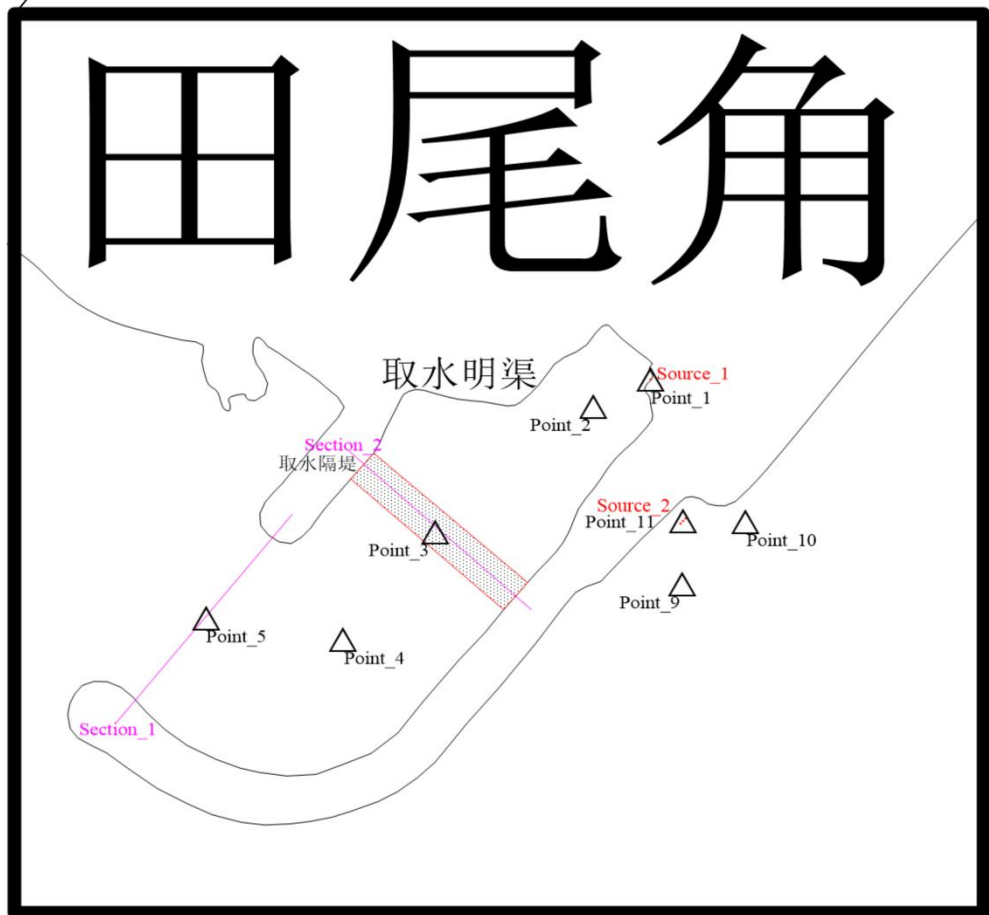 田尾角
取水明渠
Source_1
Point_1
Point_2
Section_2
取水隔堤
Source_2
Point_11
Point_10
Point_3
Point_9
Point_5
Point_4
Section_1